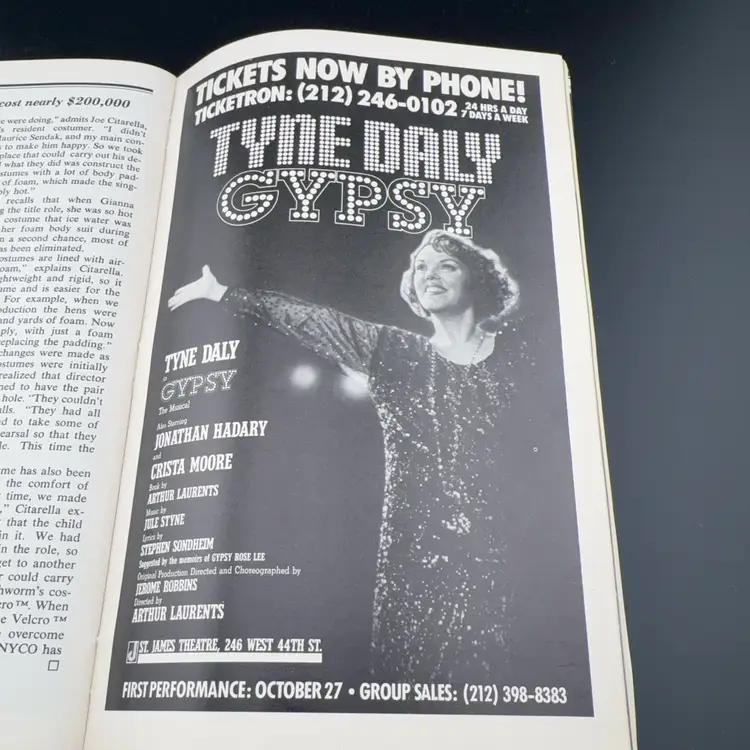 cost nearly $200,000
were doing," admits Joe Citarella,
resident costumer. "I didn't
Maurice Sendak, and my main con-
to make him happy. So we took
place that could carry out his de-
what they did was construct the
stumes with a lot of body pad-
of foam, which made the sing-
bly hot."
recalls that when Gianna
g the title role, she was so hot
costume that ice water was
her foam body suit during
n a second chance, most of
as been eliminated.
ostumes are lined with air-
oam," explains Citarella.
ghtweight and rigid, so it
ume and is easier for the
For example, when we
oduction the hens were
and yards of foam. Now
ply, with just a foam
eplacing the padding."
changes were made as
ostumes were initially
realized that director
ned to have the pair
hole. "They couldn't
lls. "They had all
d to take some of
earsal so that they
le. This time the
me has also been
the comfort of
time, we made
," Citarella ex-
that the child
in it. We had
in the role, so
get to another
r could carry
hworm's cos-
cro™. When
e Velcro™
overcome
NYCO has
TICKETS NOW BY PHONE!
TICKETRON: (212) 246-0102 24 HRS A DAY
7 DAYS A WEEK
TYNE DALY
GYPSY
TYNE DALY
in
GYPSY
The Musical
Also Starring
JONATHAN HADARY
and
CRISTA MOORE
Book by
ARTHUR LAURENTS
Music by
JULE STYNE
Lyrics by
STEPHEN SONDHEIM
Suggested by the memoirs of GYPSY ROSE LEE
Original Production Directed and Choreographed by
JEROME ROBBINS
Directed by
ARTHUR LAURENTS
J ST. JAMES THEATRE, 246 WEST 44TH ST.
FIRST PERFORMANCE: OCTOBER 27 • GROUP SALES: (212) 398-8383